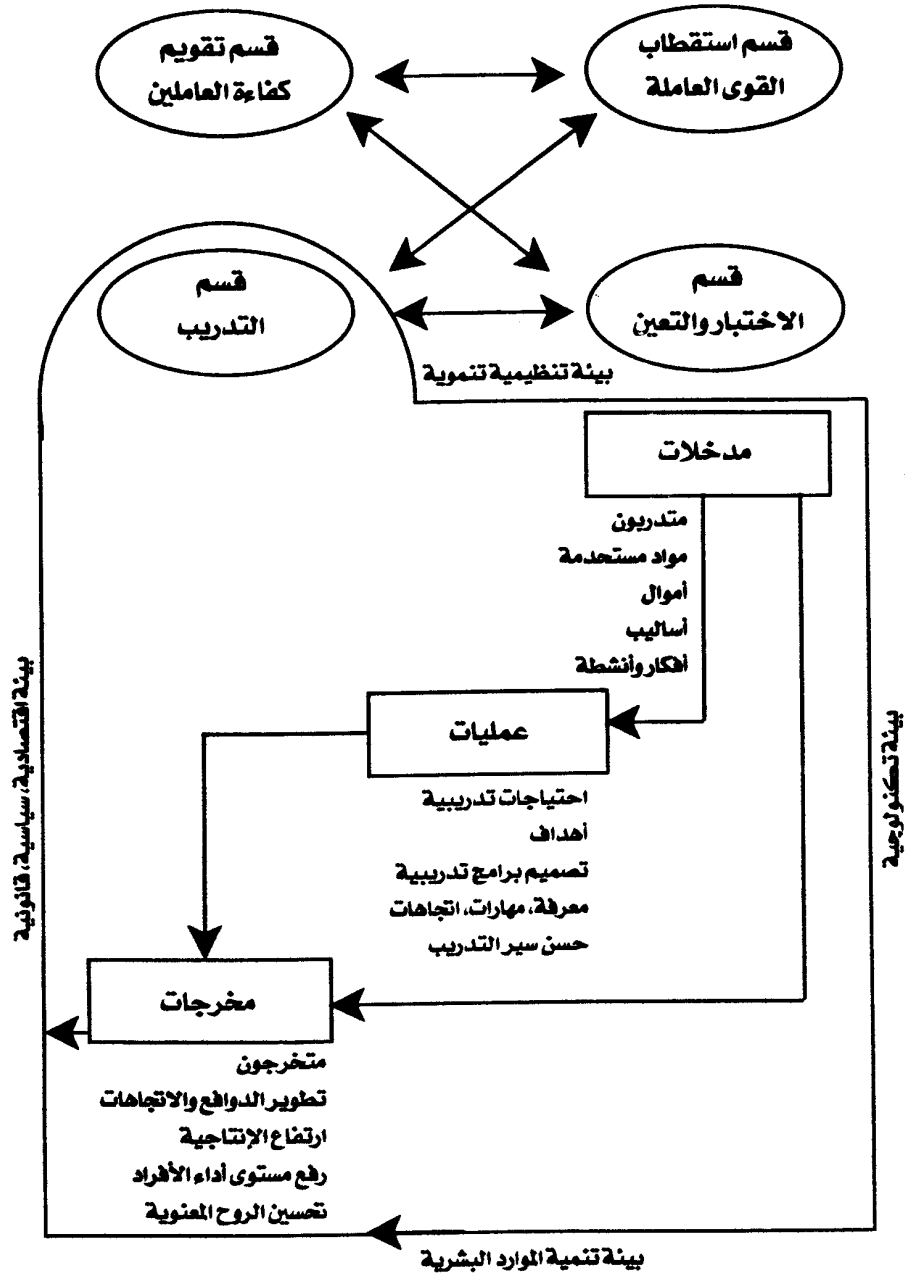 قسم استقطاب
القوى العاملة
قسم تقويم
كفاءة العاملين
قسم
الاختبار والتعين
قسم
التدريب
بيئة تنظيمية تنموية
مدخلات
متدربون
مواد مستحدمة
أموال
أساليب
أفكار وأنشطة
عمليات
احتياجات تدريبية
أهداف
تصميم برامج تدريبية
معرفة، مهارات، اتجاهات
حسن سير التدريب
مخرجات
متخرجون
تطوير الدوافع والاتجاهات
ارتفاع الإنتاجية
رفع مستوى أداء الأفراد
تحسين الروح المعنوية
بيئة تكنولوجية
بيئة اقتصادية، سياسية، قانونية
بيئة تنمية الموارد البشرية